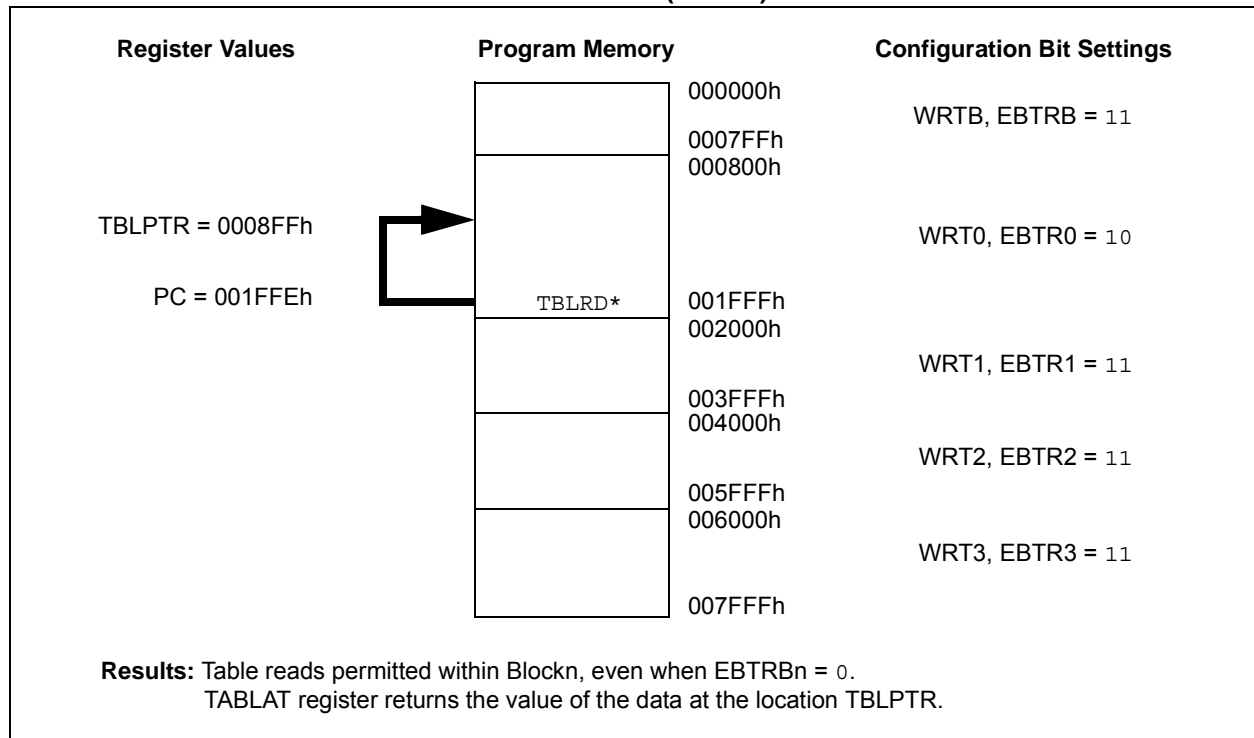 Register Values
Program Memory
Configuration Bit Settings
000000h
WRTB, EBTRB = 11
0007FFh
000800h
TBLPTR = 0008FFh
WRT0, EBTR0 = 10
PC = 001FFEh
TBLRD*
001FFFh
002000h
WRT1, EBTR1 = 11
003FFFh
004000h
WRT2, EBTR2 = 11
005FFFh
006000h
WRT3, EBTR3 = 11
007FFFh
Results: Table reads permitted within Blockn, even when EBTRBn = 0.
TABLAT register returns the value of the data at the location TBLPTR.